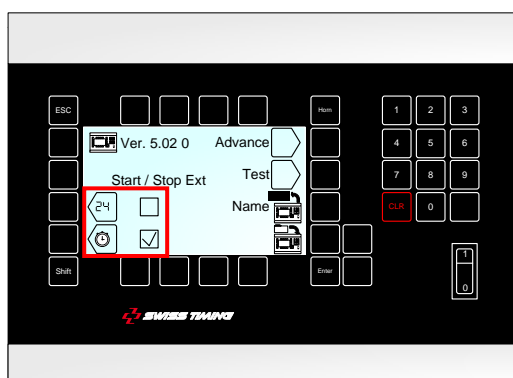 ESC
Horn
1 2 3
Ver. 5.02 0 Advance
4 5 6
Start / Stop Ext Test
7 8 9
24 Name
CLR 0
Shift
Enter
1
0
SWISS TIMING